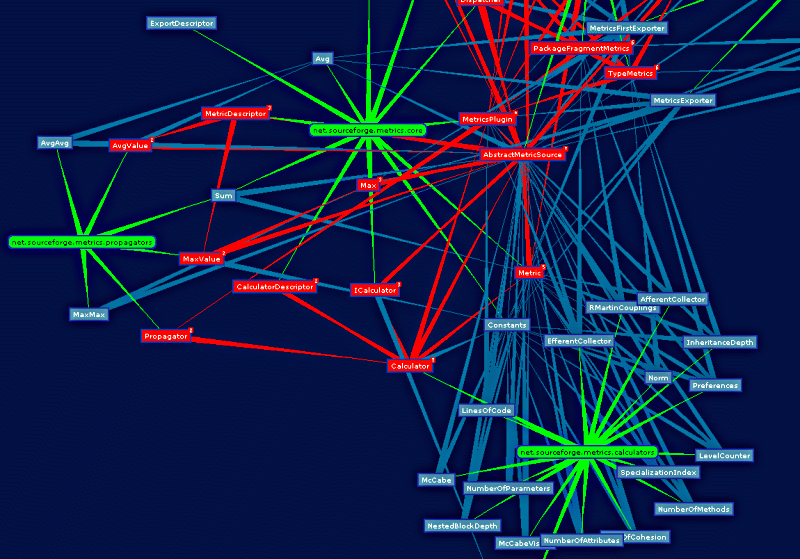 Dispatcher
ExportDescriptor
MetricsFirstExporter
PackageFragmentMetrics
Avg
TypeMetrics
MetricsExporter
MetricDescriptor
MetricsPlugin
net.sourceforge.metrics.core
AvgAvg
AvgValue
AbstractMetricSource
Max
Sum
net.sourceforge.metrics.propagators
MaxValue
Metric
CalculatorDescriptor
ICalculator
AfferentCollector
RMartinCouplings
MaxMax
Constants
Propagator
EfferentCollector
InheritanceDepth
Calculator
Norm
Preferences
LinesOfCode
net.sourceforge.metrics.calculators
LevelCounter
SpecializationIndex
McCabe
NumberOfParameters
NumberOfMethods
NestedBlockDepth
McCabeVis
NumberOfAttributes
OfCohesion